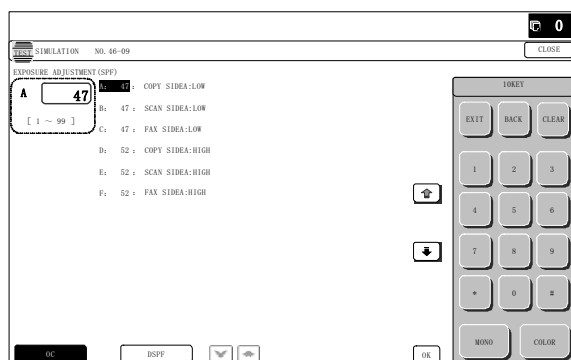 0
TEST SIMULATION NO. 46-09
CLOSE
EXPOSURE ADJUSTMENT(SPF)
A 47
[ 1 ~ 99 ]
A: 47 : COPY SIDEA:LOW
B: 47 : SCAN SIDEA:LOW
C: 47 : FAX SIDEA:LOW
D: 52 : COPY SIDEA:HIGH
E: 52 : SCAN SIDEA:HIGH
F: 52 : FAX SIDEA:HIGH
10KEY
EXIT BACK CLEAR
1 2 3
4 5 6
7 8 9
* 0 #
MONO COLOR
OC DSPF OK